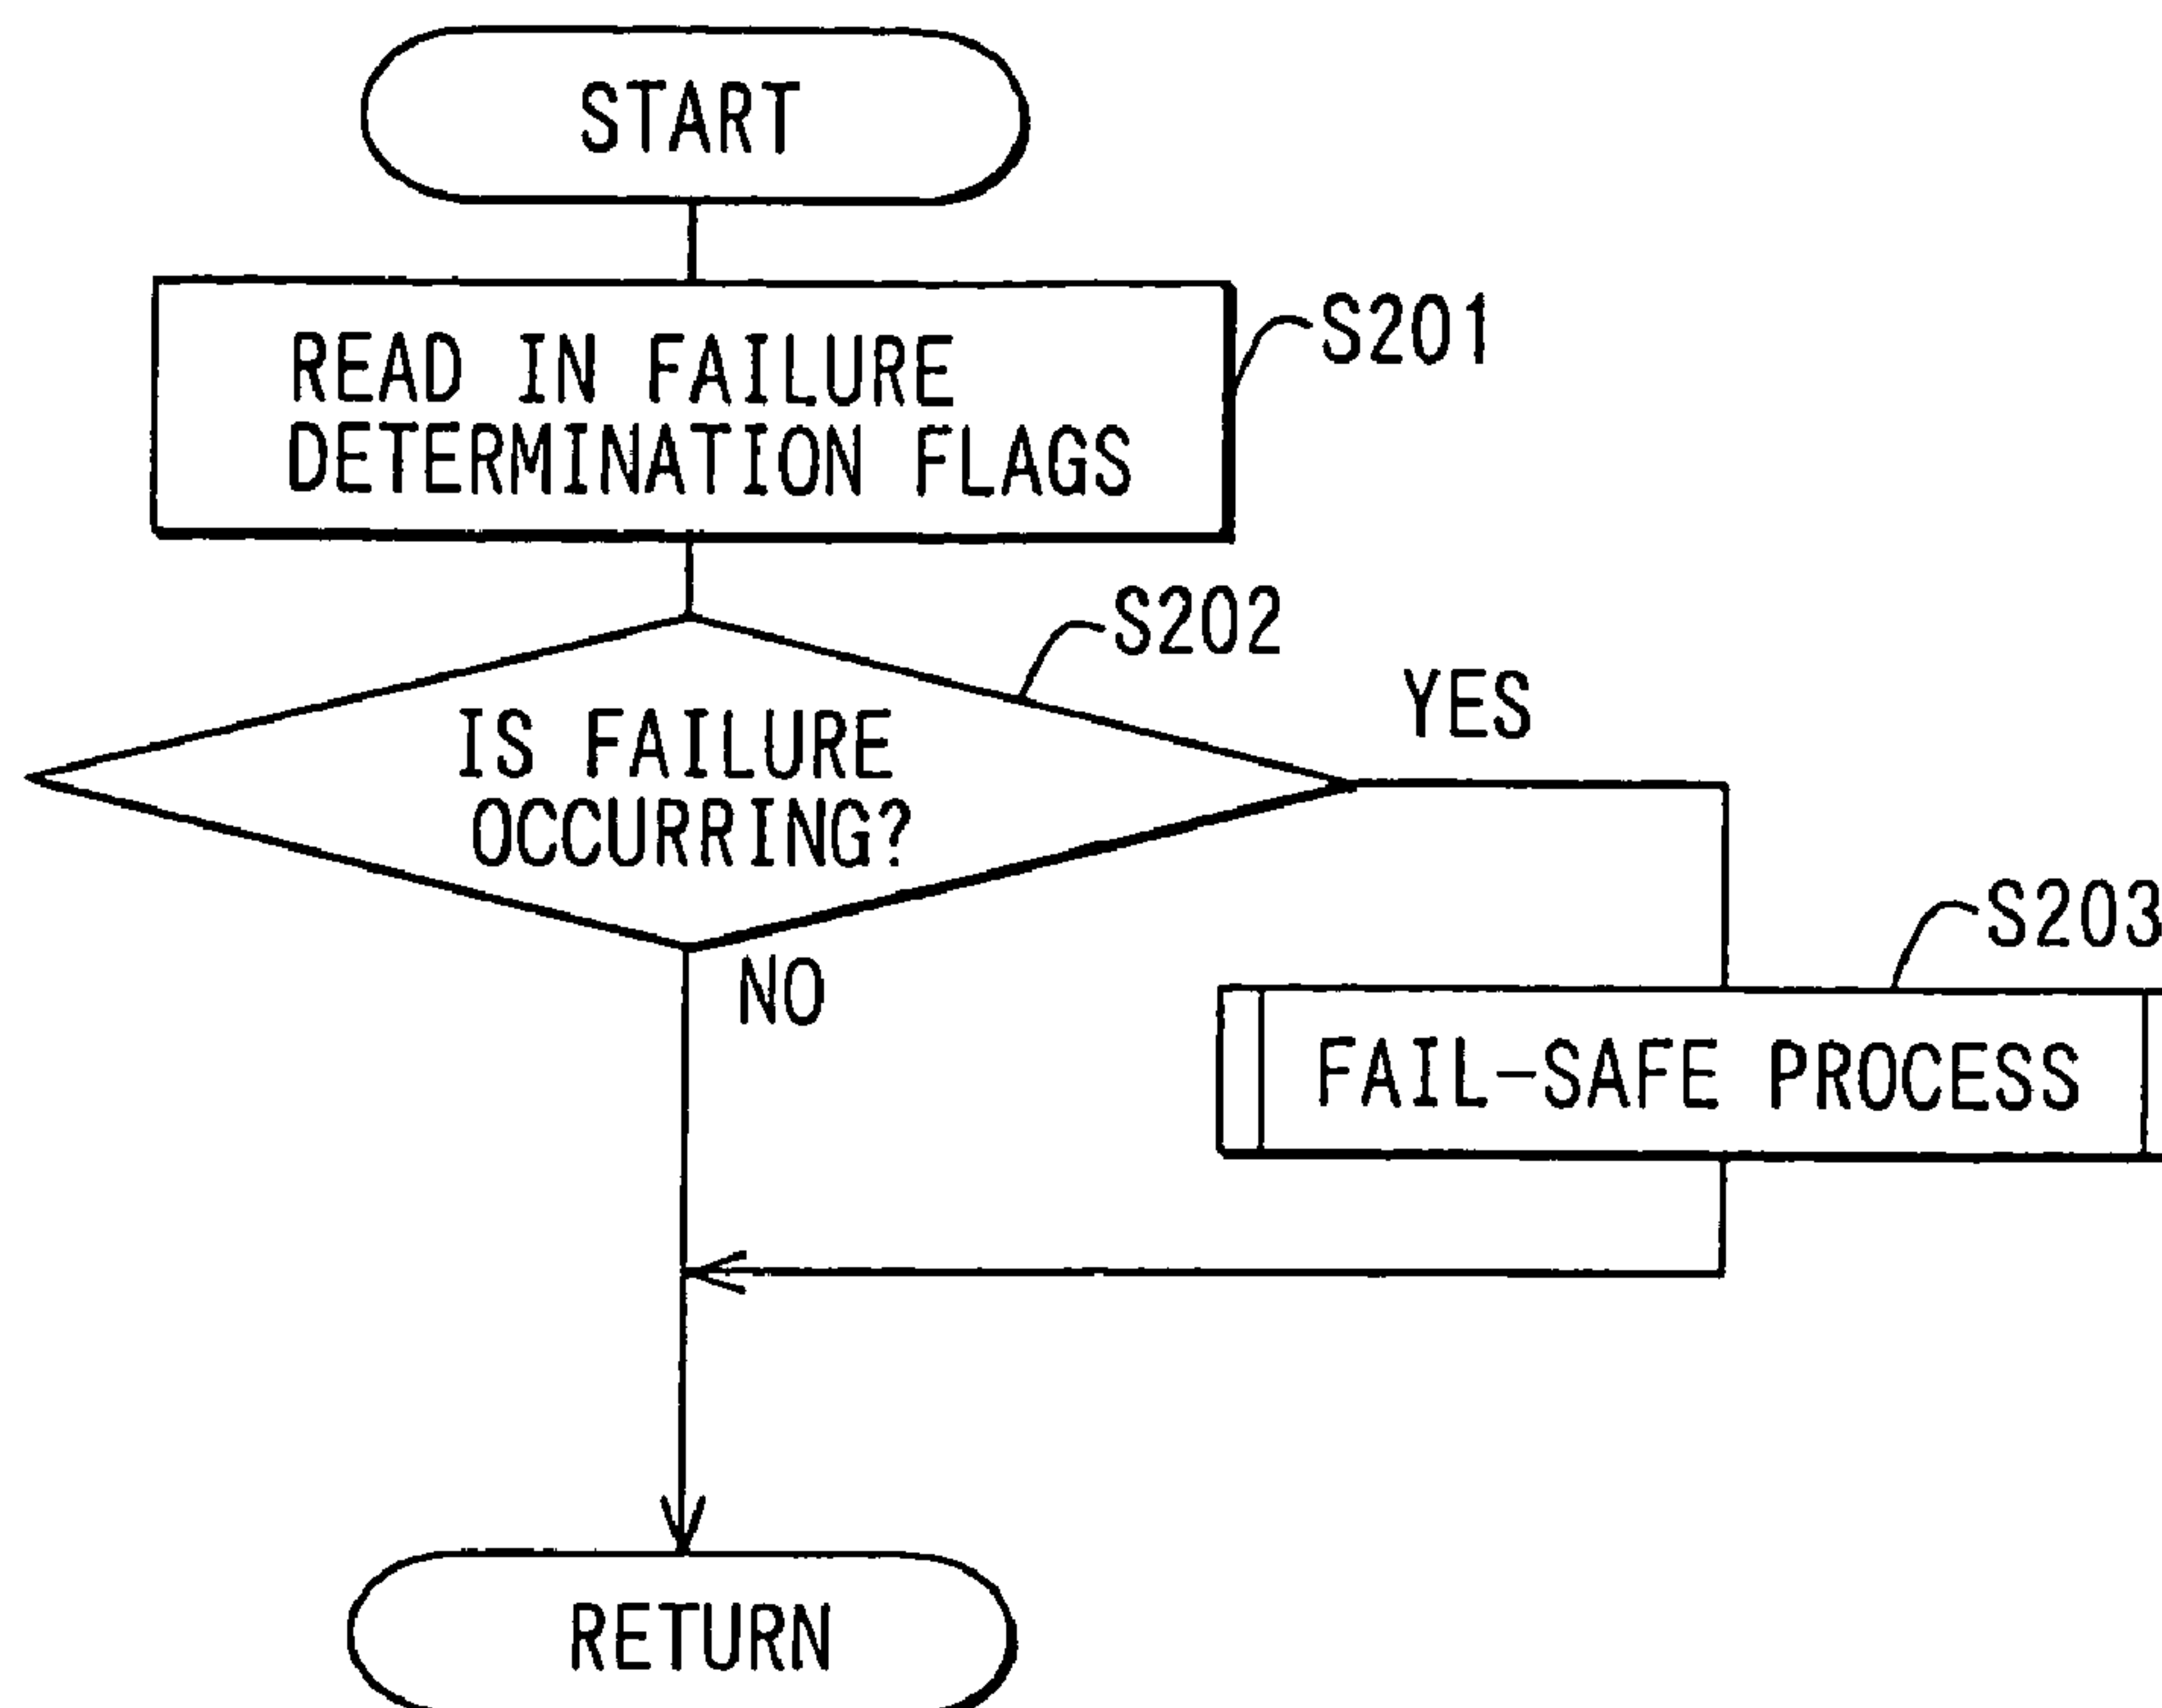 START
READ IN FAILURE
DETERMINATION FLAGS
S201
S202
IS FAILURE
OCCURRING?
YES
NO
S203
FAIL-SAFE PROCESS
RETURN